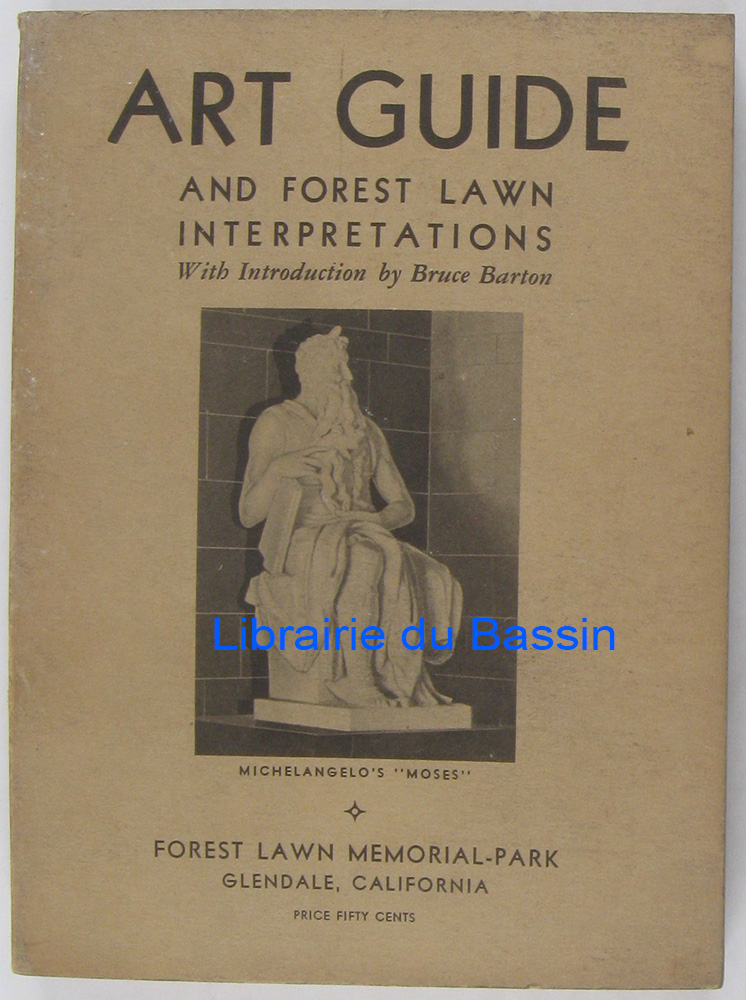 ART GUIDE
AND FOREST LAWN
INTERPRETATIONS
With Introduction by Bruce Barton
Librairie du Bassin
MICHELANGELO'S "MOSES"
FOREST LAWN MEMORIAL-PARK
GLENDALE, CALIFORNIA
PRICE FIFTY CENTS